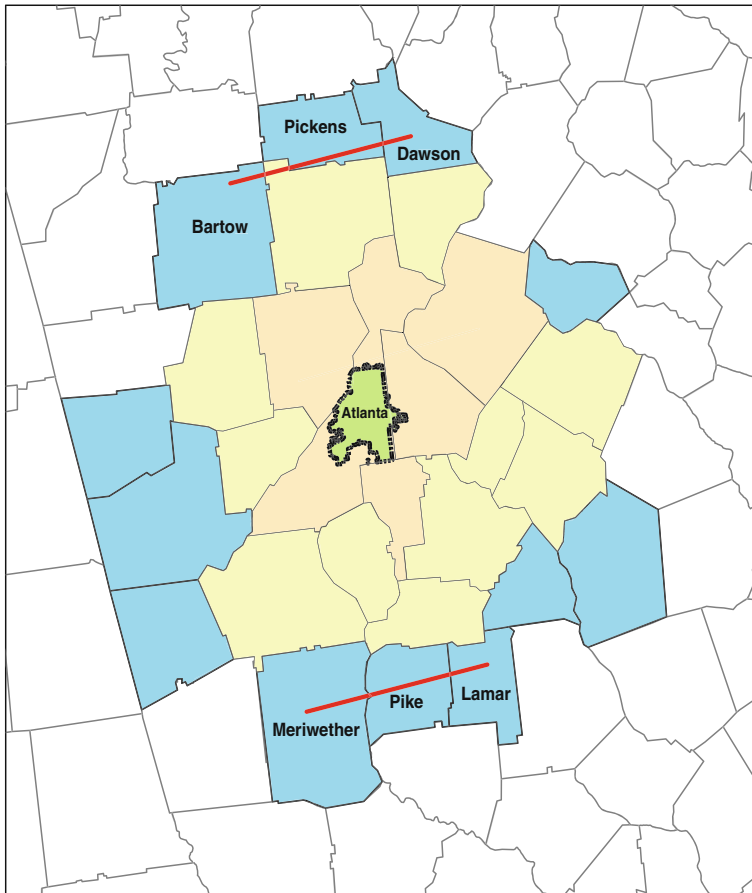 Pickens
Dawson
Bartow
Atlanta
Meriwether
Pike
Lamar